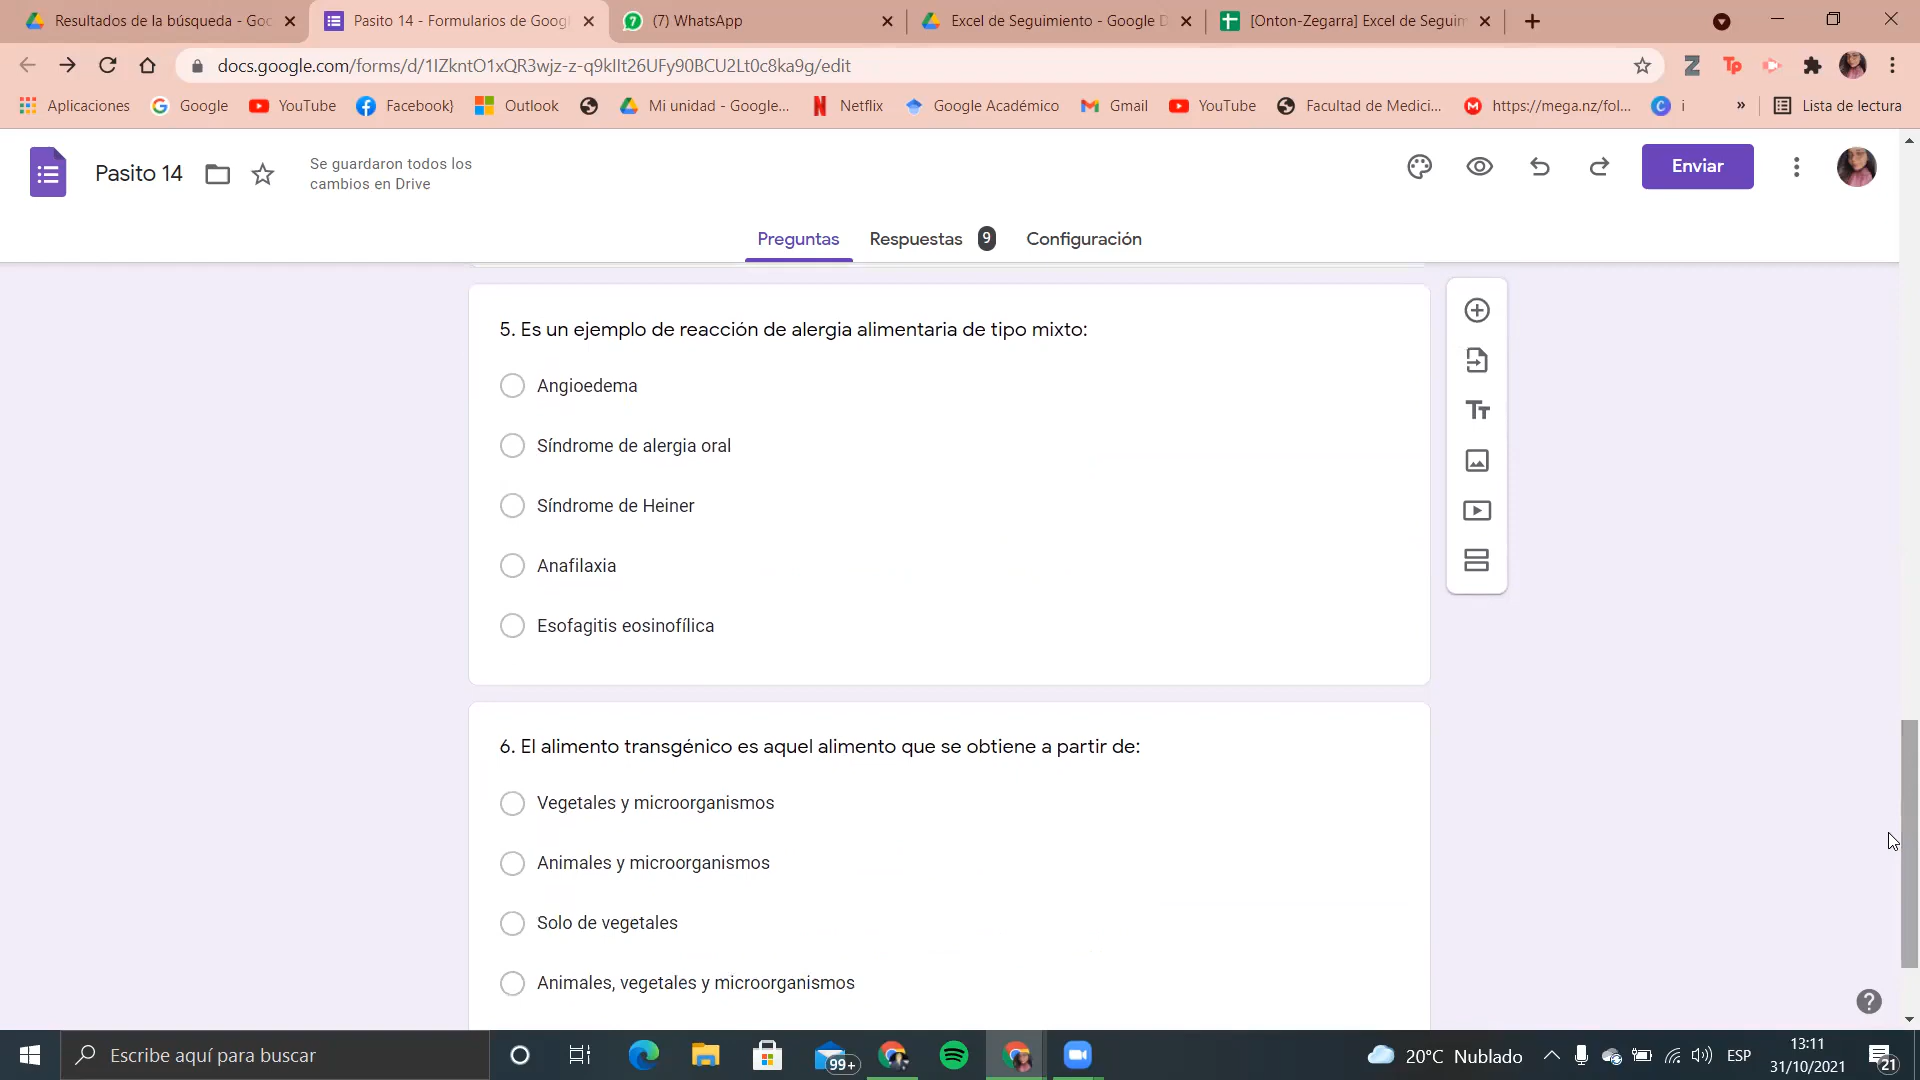 Resultados de la búsqueda - Goo
Pasito 14 - Formularios de Googl
(7) WhatsApp
Excel de Seguimiento - Google D
[Onton-Zegarra] Excel de Seguim
docs.google.com/forms/d/1IZkntO1xQR3wjz-z-q9kIIt26UFy90BCU2Lt0c8ka9g/edit
Aplicaciones
Google
YouTube
Facebook}
Outlook
Mi unidad - Google...
Netflix
Google Académico
Gmail
YouTube
Facultad de Medici...
https://mega.nz/fol...
i
»
Lista de lectura
Pasito 14
Se guardaron todos los
cambios en Drive
Enviar
Preguntas
Respuestas 9
Configuración
5. Es un ejemplo de reacción de alergia alimentaria de tipo mixto:
Angioedema
Síndrome de alergia oral
Síndrome de Heiner
Anafilaxia
Esofagitis eosinofílica
6. El alimento transgénico es aquel alimento que se obtiene a partir de:
Vegetales y microorganismos
Animales y microorganismos
Solo de vegetales
Animales, vegetales y microorganismos
Escribe aquí para buscar
99+
20°C Nublado
ESP
13:11
31/10/2021
21